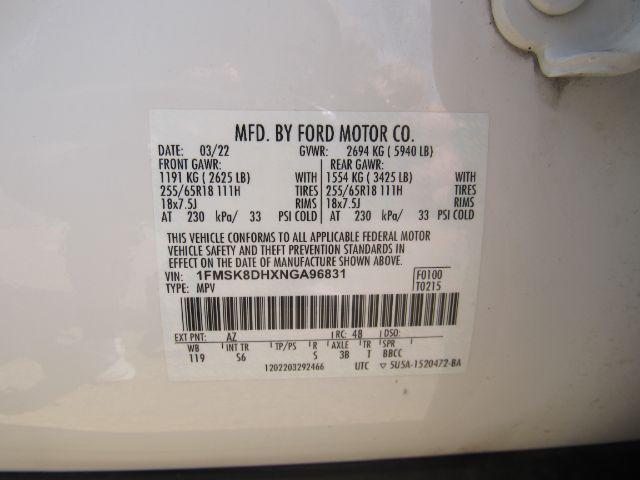 MFD. BY FORD MOTOR CO.
DATE: 03/22 GVWR: 2694 KG ( 5940 LB)
FRONT GAWR: REAR GAWR:
1191 KG ( 2625 LB) WITH 1554 KG ( 3425 LB) WITH
255/65R18 111H TIRES 255/65R18 111H TIRES
18x7.5J RIMS 18x7.5J RIMS
AT 230 kPa/ 33 PSI COLD AT 230 kPa/ 33 PSI COLD
THIS VEHICLE CONFORMS TO ALL APPLICABLE FEDERAL MOTOR
VEHICLE SAFETY AND THEFT PREVENTION STANDARDS IN
EFFECT ON THE DATE OF MANUFACTURE SHOWN ABOVE.
VIN: 1FMSK8DHXNGA96831 F0100
TYPE: MPV T0215
EXT PNT: AZ RC: 48 DSO:
WB INT TR TP/PS R AXLE TR SPR
119 S6 S 3B T BBCC
1202203292466 UTC ▽ 5U5A-1520472-BA